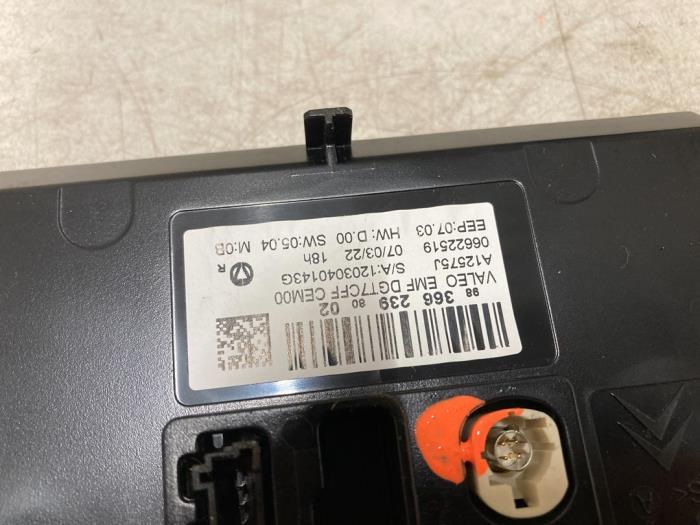 98 366 239 80 02
VALEO EMF DGT7CFF CEM00
A12575J S/A:1203040143G
06622519 07/03/22 18h R
EEP:07.03 HW: D.00 SW:05.04 M:0B